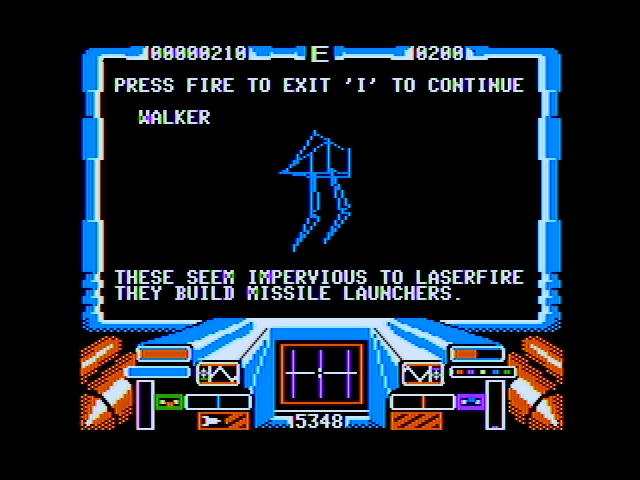 00000210 E 0200
PRESS FIRE TO EXIT 'I' TO CONTINUE
WALKER
THESE SEEM IMPERVIOUS TO LASERFIRE
THEY BUILD MISSILE LAUNCHERS.
5348